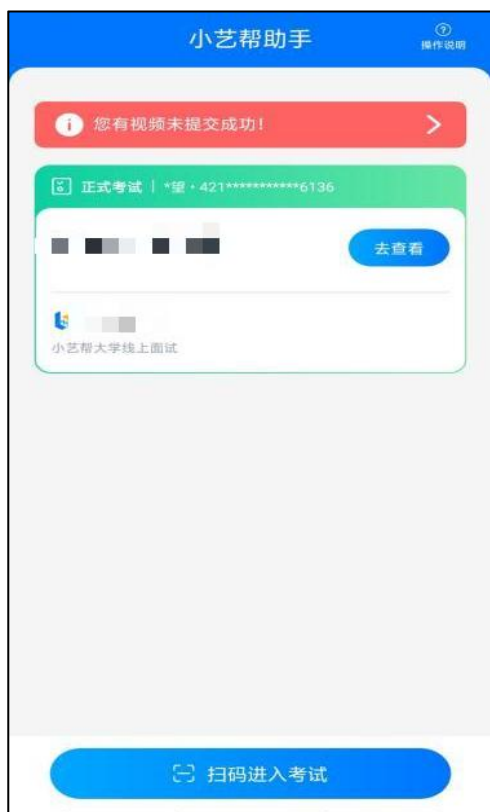 小艺帮助手
操作说明
您有视频未提交成功!
正式考试 | *望·421***********6136
去查看
小艺帮大学线上面试
扫码进入考试